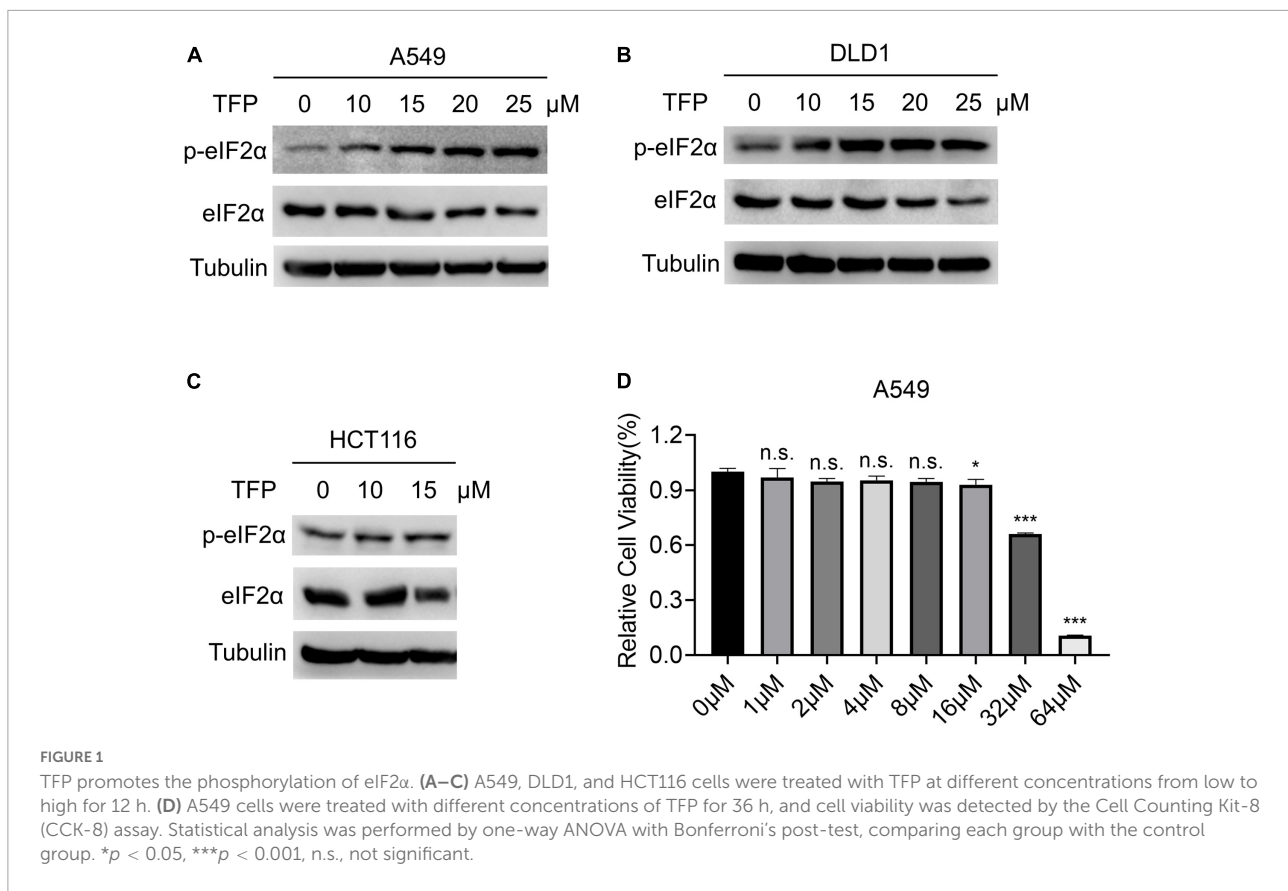 A
A549
TFP 0 10 15 20 25 μM
p-eIF2α
eIF2α
Tubulin
B
DLD1
TFP 0 10 15 20 25 μM
p-eIF2α
eIF2α
Tubulin
C
HCT116
TFP 0 10 15 μM
p-eIF2α
eIF2α
Tubulin
D
A549
Relative Cell Viability(%)
1.2
0.9
0.6
0.3
0.0
n.s. n.s. n.s. n.s. * *** ***
0μM 1μM 2μM 4μM 8μM 16μM 32μM 64μM
FIGURE 1
TFP promotes the phosphorylation of eIF2α. (A–C) A549, DLD1, and HCT116 cells were treated with TFP at different concentrations from low to
high for 12 h. (D) A549 cells were treated with different concentrations of TFP for 36 h, and cell viability was detected by the Cell Counting Kit-8
(CCK-8) assay. Statistical analysis was performed by one-way ANOVA with Bonferroni's post-test, comparing each group with the control
group. *p < 0.05, ***p < 0.001, n.s., not significant.